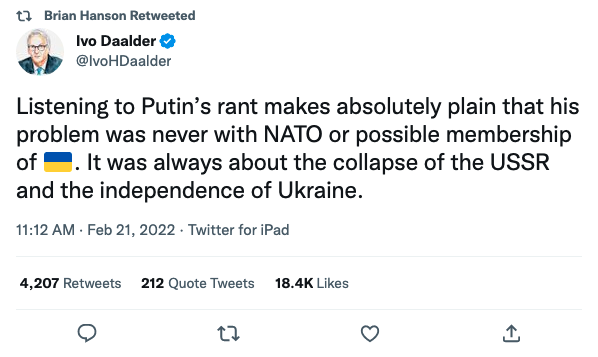 Brian Hanson Retweeted
Ivo Daalder
@IvoHDaalder
Listening to Putin's rant makes absolutely plain that his
problem was never with NATO or possible membership
of 🇺🇦. It was always about the collapse of the USSR
and the independence of Ukraine.
11:12 AM · Feb 21, 2022 · Twitter for iPad
4,207 Retweets 212 Quote Tweets 18.4K Likes